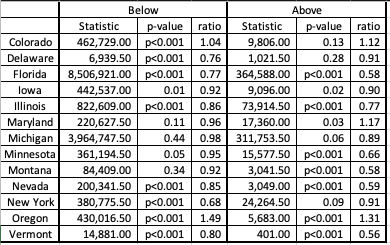 Below Above
Statistic p-value ratio Statistic p-value ratio
Colorado 462,729.00 p<0.001 1.04 9,806.00 0.13 1.12
Delaware 6,939.50 p<0.001 0.76 1,021.50 0.28 0.91
Florida 8,506,921.00 p<0.001 0.77 364,588.00 p<0.001 0.58
Iowa 442,537.00 0.01 0.92 9,096.00 0.02 0.90
Illinois 822,609.00 p<0.001 0.86 73,914.50 p<0.001 0.77
Maryland 220,627.50 0.11 0.96 17,360.00 0.03 1.17
Michigan 3,964,747.50 0.44 0.98 311,753.50 0.06 0.89
Minnesota 361,194.50 0.05 0.95 15,577.50 p<0.001 0.66
Montana 84,409.00 0.34 0.92 3,041.50 p<0.001 0.58
Nevada 200,341.50 p<0.001 0.85 3,049.00 p<0.001 0.59
New York 380,775.50 p<0.001 0.68 24,264.50 0.09 0.91
Oregon 430,016.50 p<0.001 1.49 5,683.00 p<0.001 1.31
Vermont 14,881.00 p<0.001 0.80 401.00 p<0.001 0.56